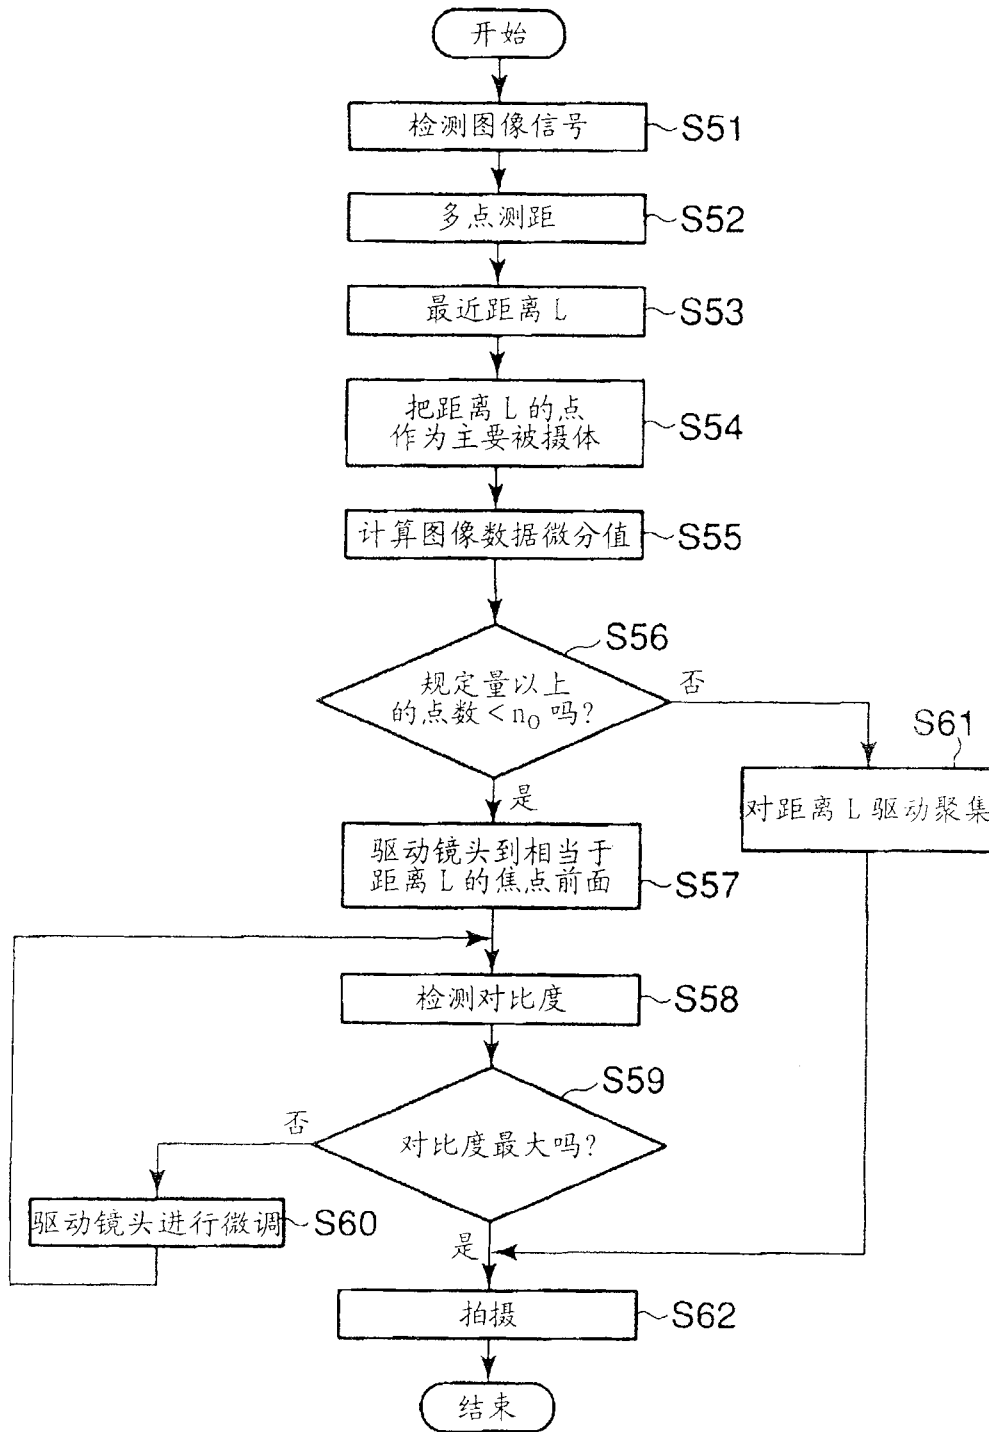 开始
检测图像信号
S51
多点测距
S52
最近距离 L
S53
把距离 L 的点
作为主要被摄体
S54
计算图像数据微分值
S55
S56
规定量以上
的点数<n₀吗?
否
S61
对距离 L 驱动聚集
是
驱动镜头到相当于
距离 L 的焦点前面
S57
检测对比度
S58
S59
对比度最大吗?
否
驱动镜头进行微调
S60
是
拍摄
S62
结束